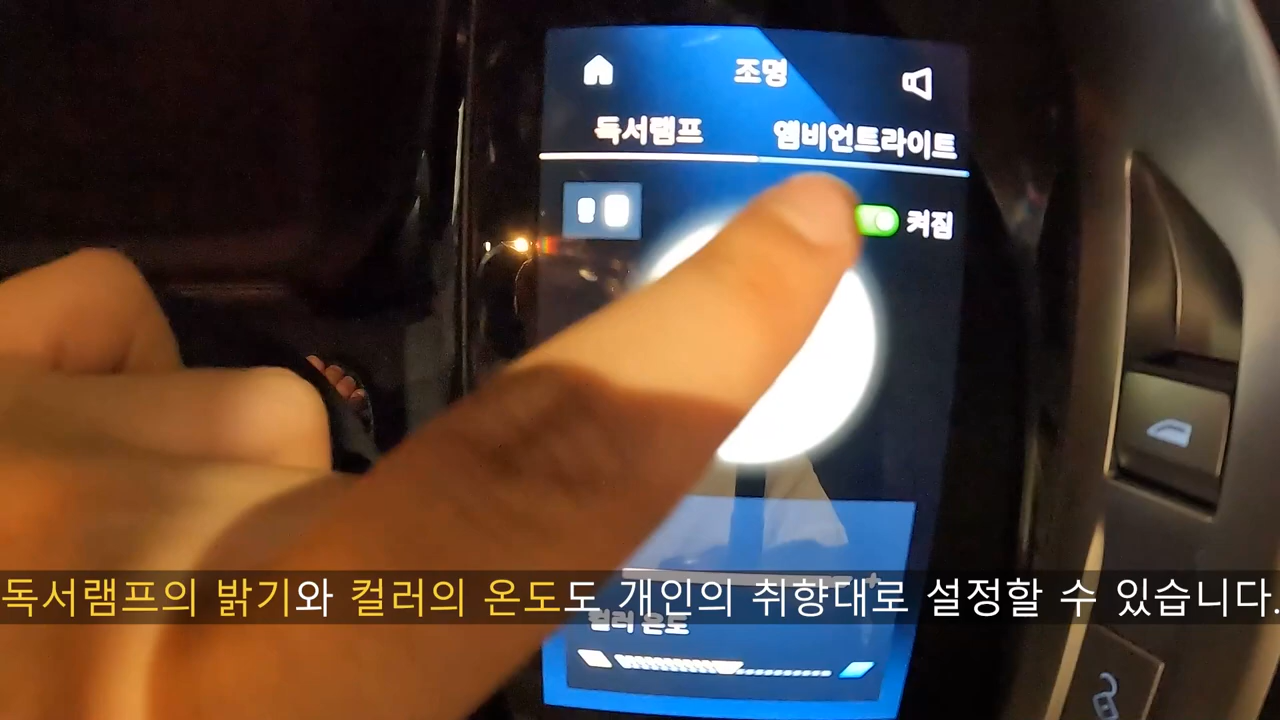 조명
독서램프 앰비언트라이트
켜짐
독서램프의 밝기와 컬러의 온도도 개인의 취향대로 설정할 수 있습니다.
컬러 온도